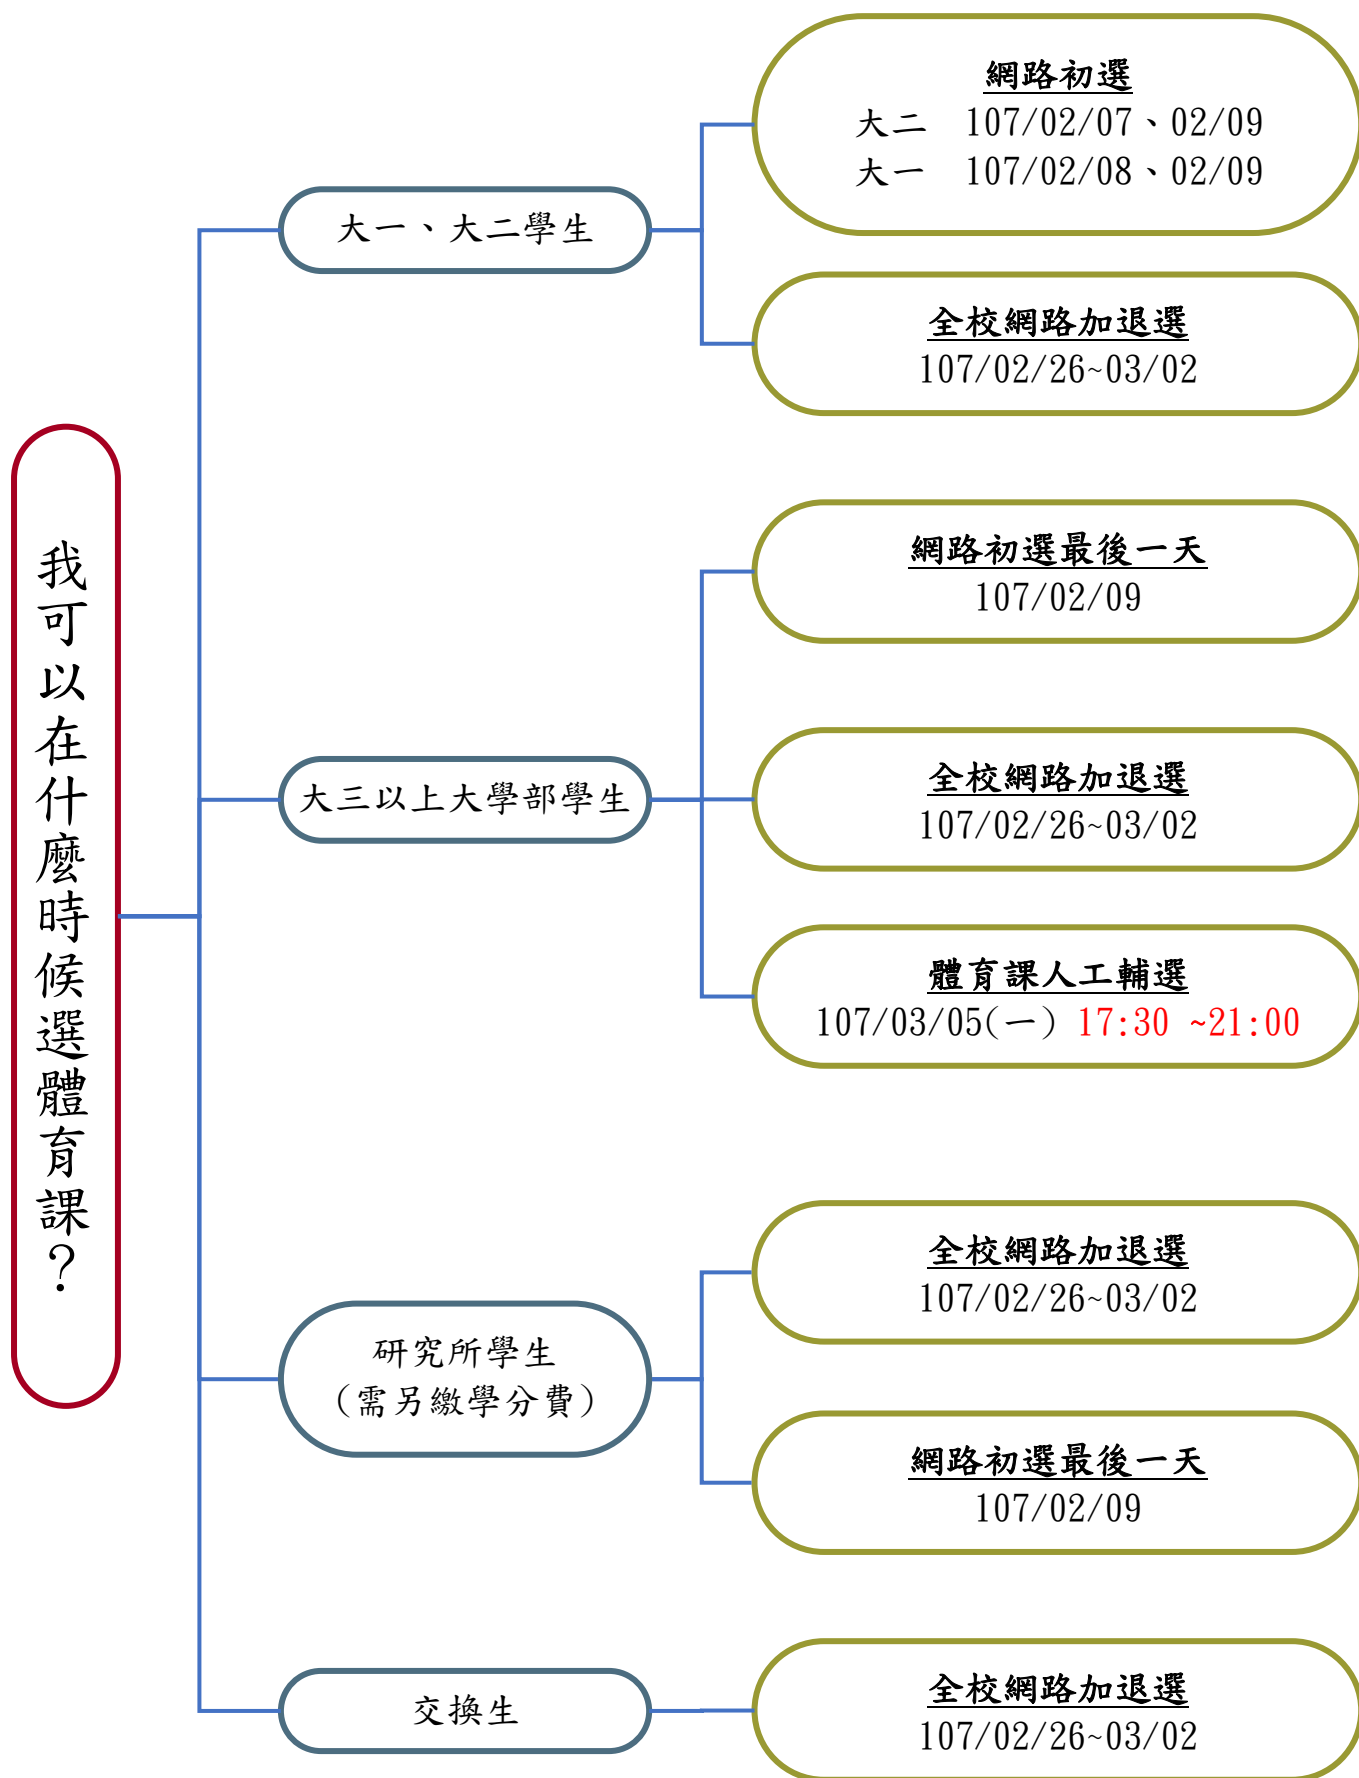 我可以在什麼時候選體育課?
大一、大二學生
網路初選
大二 107/02/07、02/09
大一 107/02/08、02/09
全校網路加退選
107/02/26~03/02
大三以上大學部學生
網路初選最後一天
107/02/09
全校網路加退選
107/02/26~03/02
體育課人工輔選
107/03/05(一) 17:30 ~21:00
研究所學生
(需另繳學分費)
全校網路加退選
107/02/26~03/02
網路初選最後一天
107/02/09
交換生
全校網路加退選
107/02/26~03/02